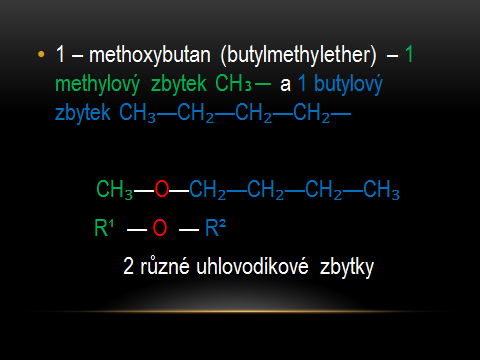 • 1 – methoxybutan (butylmethylether) – 1
methylový zbytek CH₃— a 1 butylový
zbytek CH₃—CH₂—CH₂—CH₂—
CH₃—O—CH₂—CH₂—CH₂—CH₃
R¹ — O — R²
2 různé uhlovodíkové zbytky